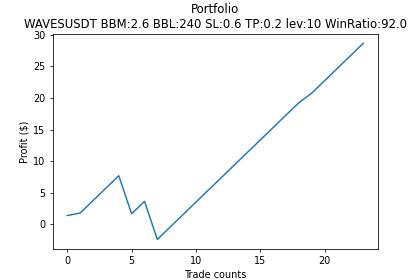 Portfolio
WAVESUSDT BBM:2.6 BBL:240 SL:0.6 TP:0.2 lev:10 WinRatio:92.0
30
25
20
15
10
5
0
Profit ($)
0 5 10 15 20
Trade counts